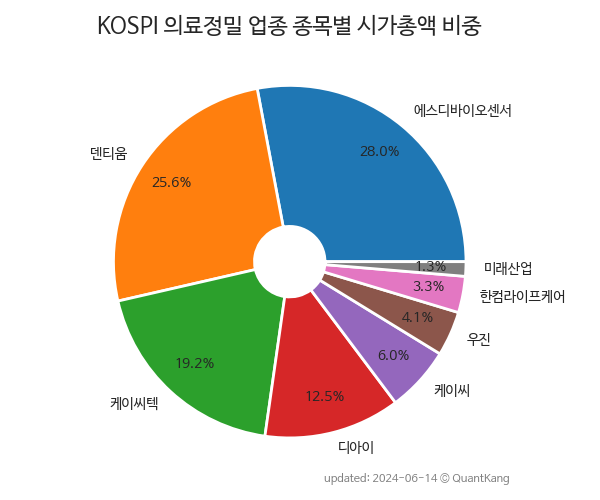 KOSPI 의료정밀 업종 종목별 시가총액 비중
에스디바이오센서
28.0%
덴티움
25.6%
케이씨텍
19.2%
디아이
12.5%
케이씨
6.0%
우진
4.1%
한컴라이프케어
3.3%
미래산업
1.3%
updated: 2024-06-14 © QuantKang